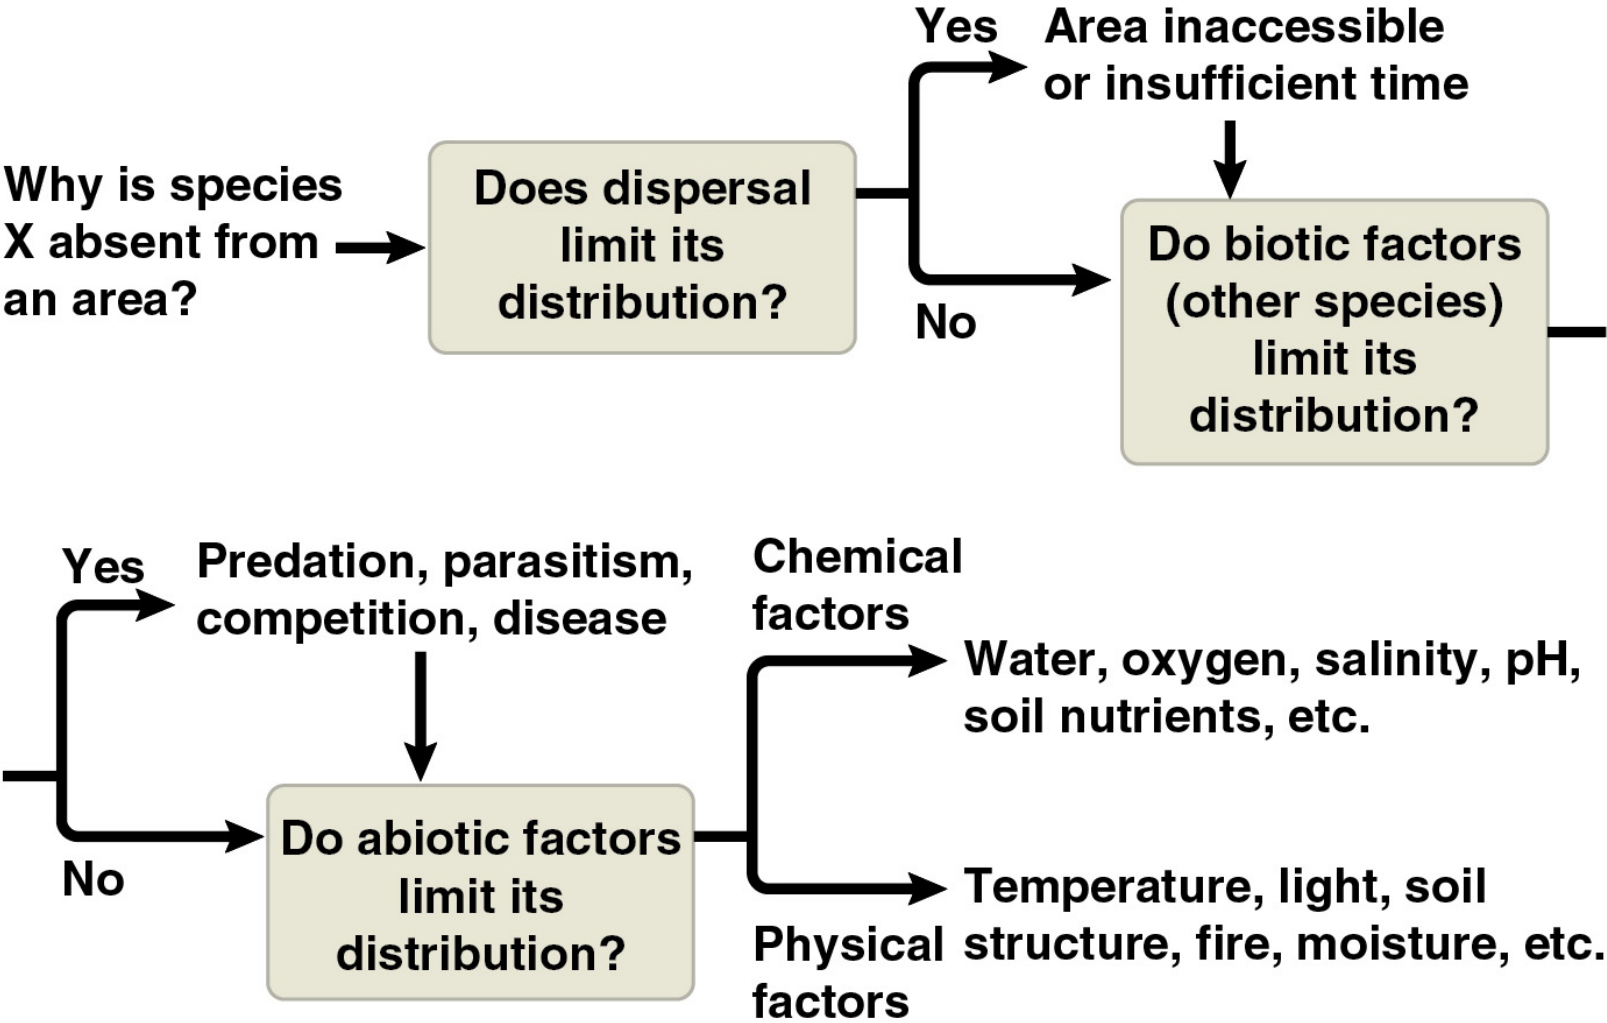 Why is species
X absent from
an area?
Does dispersal
limit its
distribution?
Yes
Area inaccessible
or insufficient time
No
Do biotic factors
(other species)
limit its
distribution?
Yes
Predation, parasitism,
competition, disease
No
Do abiotic factors
limit its
distribution?
Chemical
factors
Water, oxygen, salinity, pH,
soil nutrients, etc.
Physical
factors
Temperature, light, soil
structure, fire, moisture, etc.